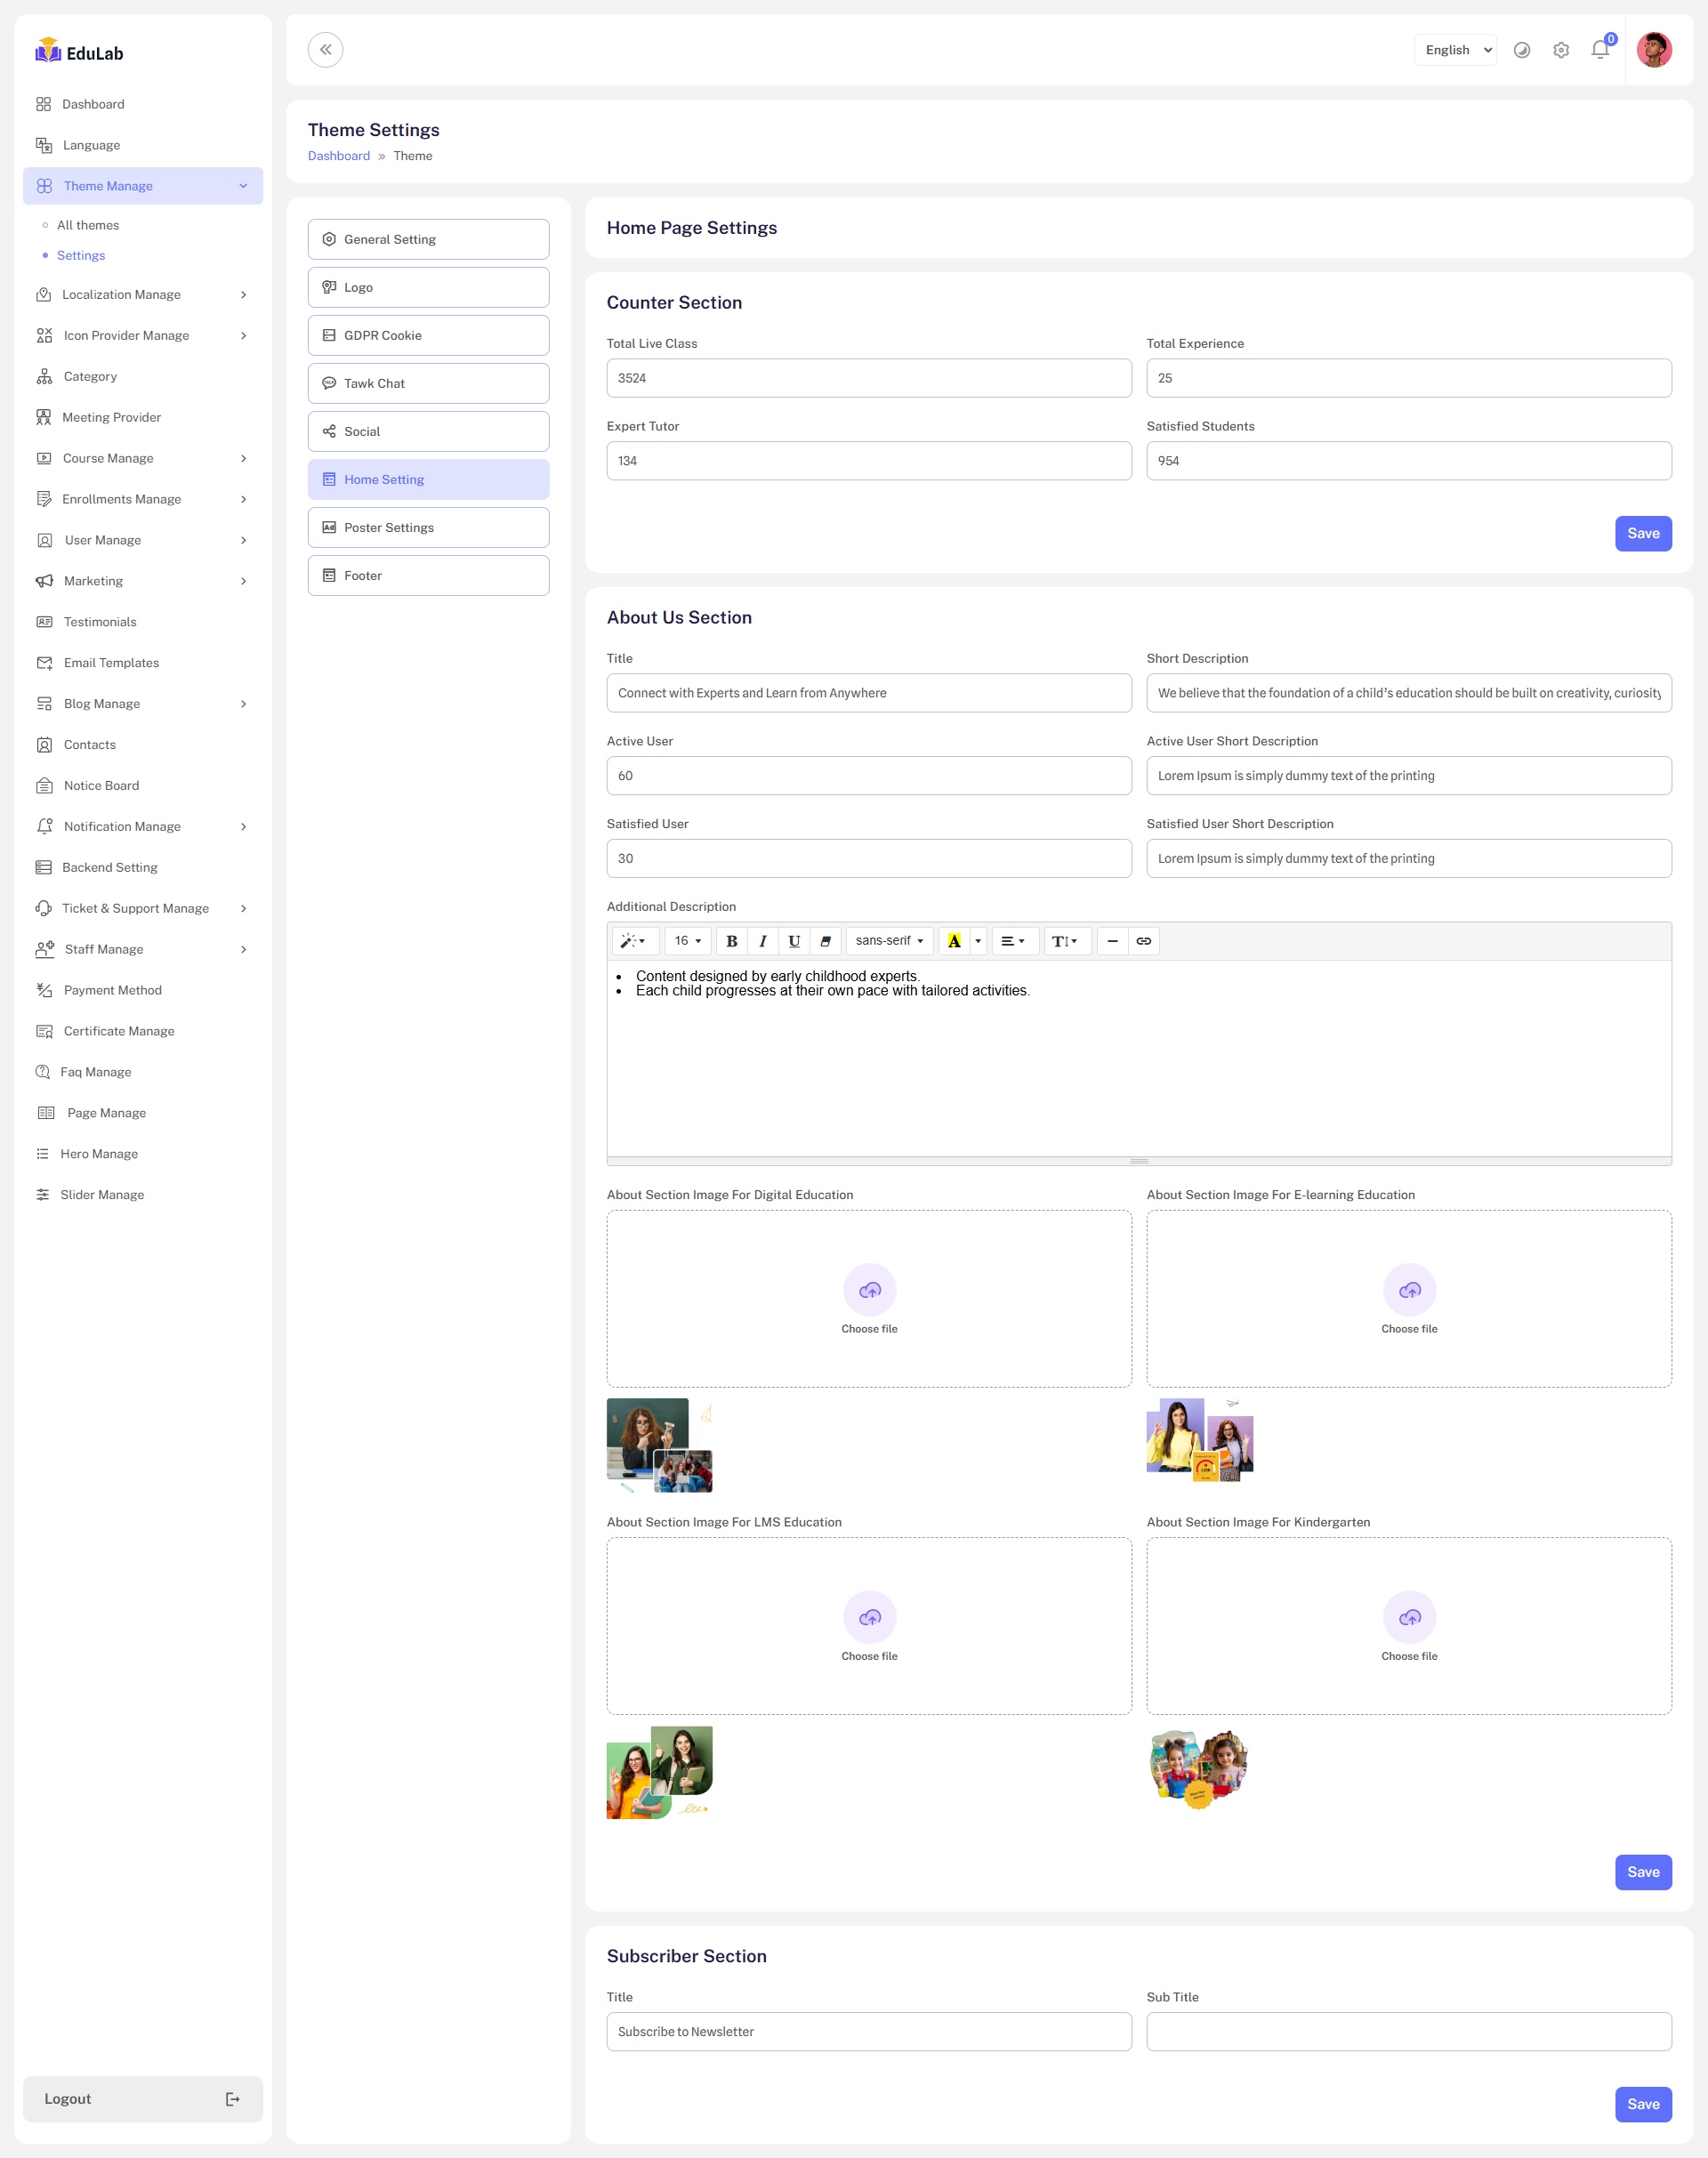 EduLab
Dashboard
Language
Theme Manage
All themes
Settings
Localization Manage
Icon Provider Manage
Category
Meeting Provider
Course Manage
Enrollments Manage
User Manage
Marketing
Testimonials
Email Templates
Blog Manage
Contacts
Notice Board
Notification Manage
Backend Setting
Ticket & Support Manage
Staff Manage
Payment Method
Certificate Manage
Faq Manage
Page Manage
Hero Manage
Slider Manage
Logout
English
0
Theme Settings
Dashboard » Theme
General Setting
Logo
GDPR Cookie
Tawk Chat
Social
Home Setting
Poster Settings
Footer
Home Page Settings
Counter Section
Total Live Class
Total Experience
3524
25
Expert Tutor
Satisfied Students
134
954
Save
About Us Section
Title
Short Description
Connect with Experts and Learn from Anywhere
We believe that the foundation of a child's education should be built on creativity, curiosity
Active User
Active User Short Description
60
Lorem Ipsum is simply dummy text of the printing
Satisfied User
Satisfied User Short Description
30
Lorem Ipsum is simply dummy text of the printing
Additional Description
16 B I U sans-serif A T
• Content designed by early childhood experts.
• Each child progresses at their own pace with tailored activities.
About Section Image For Digital Education
About Section Image For E-learning Education
Choose file
Choose file
About Section Image For LMS Education
About Section Image For Kindergarten
Choose file
Choose file
Save
Subscriber Section
Title
Sub Title
Subscribe to Newsletter
Save